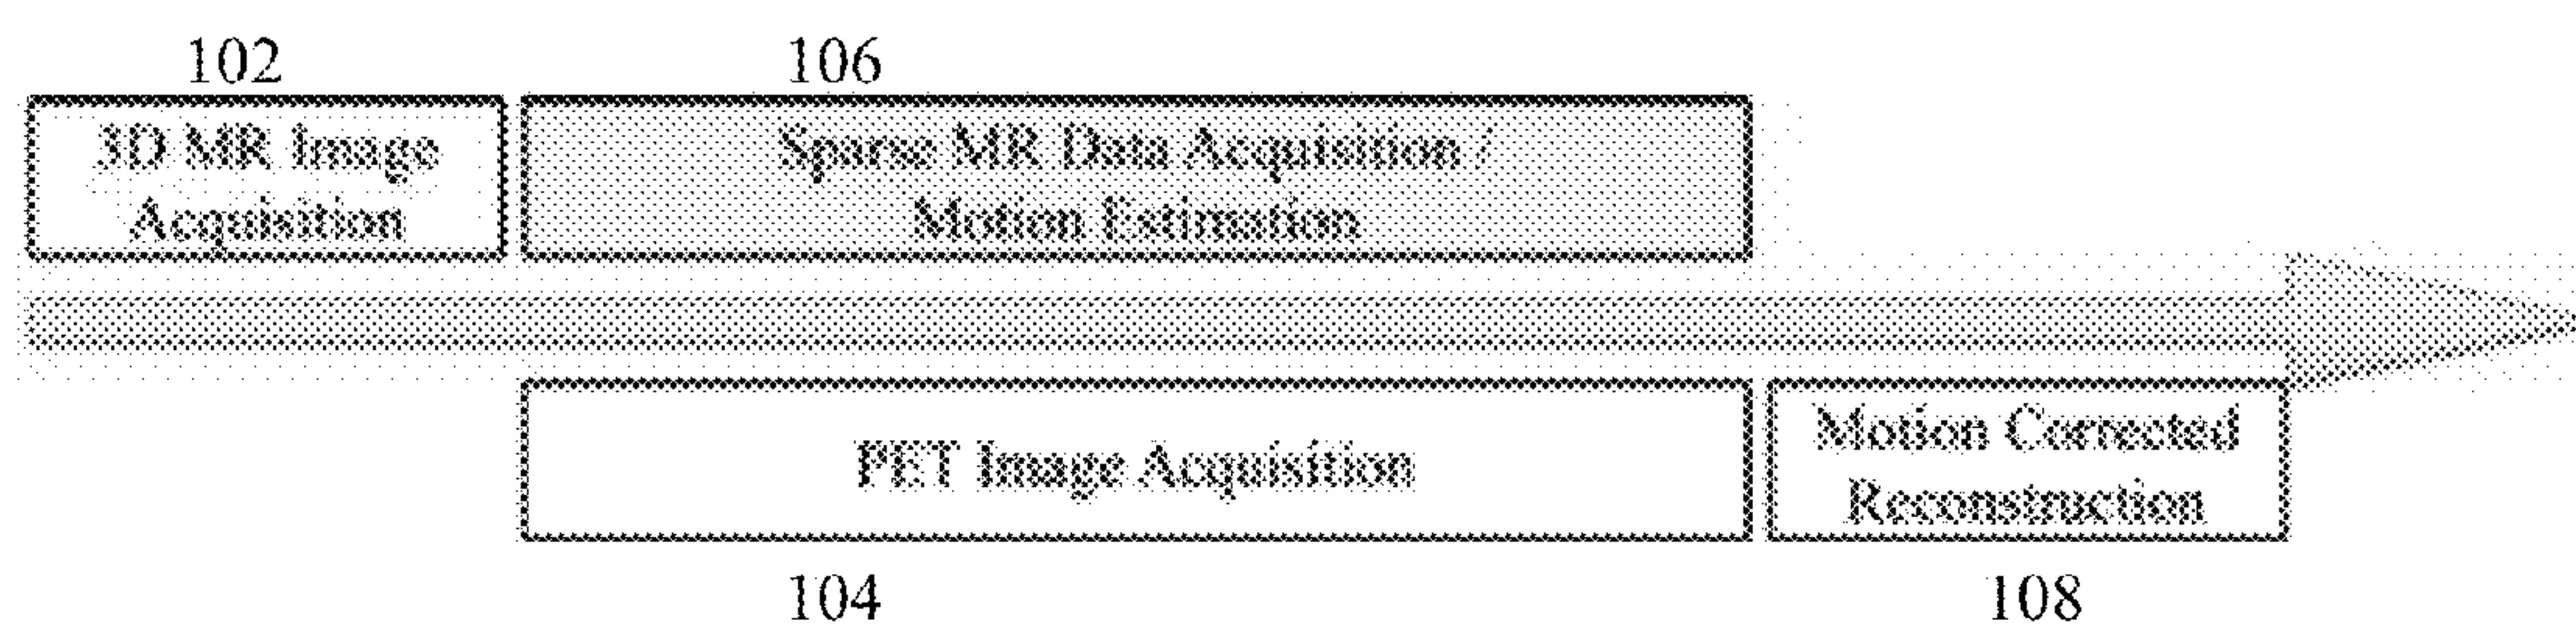 102
106
3D MR Image
Acquisition
Sparse MR Data Acquisition /
Motion Estimation
PET Image Acquisition
Motion Corrected
Reconstruction
104
108